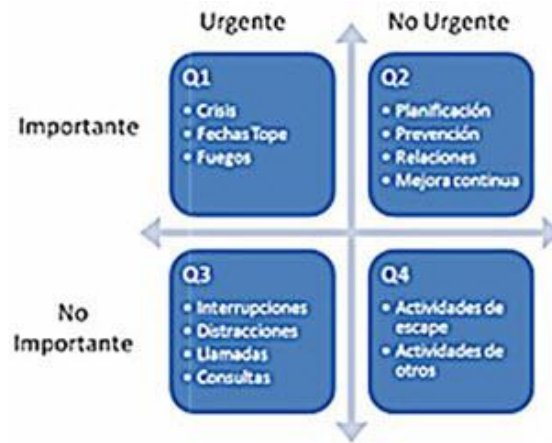 Urgente
No Urgente
Importante
Q1
• Crisis
• Fechas Tope
• Fuegos
Q2
• Planificación
• Prevención
• Relaciones
• Mejora continua
No
Importante
Q3
• Interrupciones
• Distracciones
• Llamadas
• Consultas
Q4
• Actividades de
escape
• Actividades de
otros